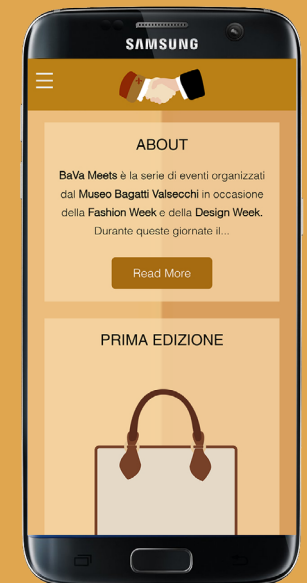 SAMSUNG
ABOUT
BaVa Meets è la serie di eventi organizzati
dal Museo Bagatti Valsecchi in occasione
della Fashion Week e della Design Week.
Durante queste giornate il...
Read More
PRIMA EDIZIONE